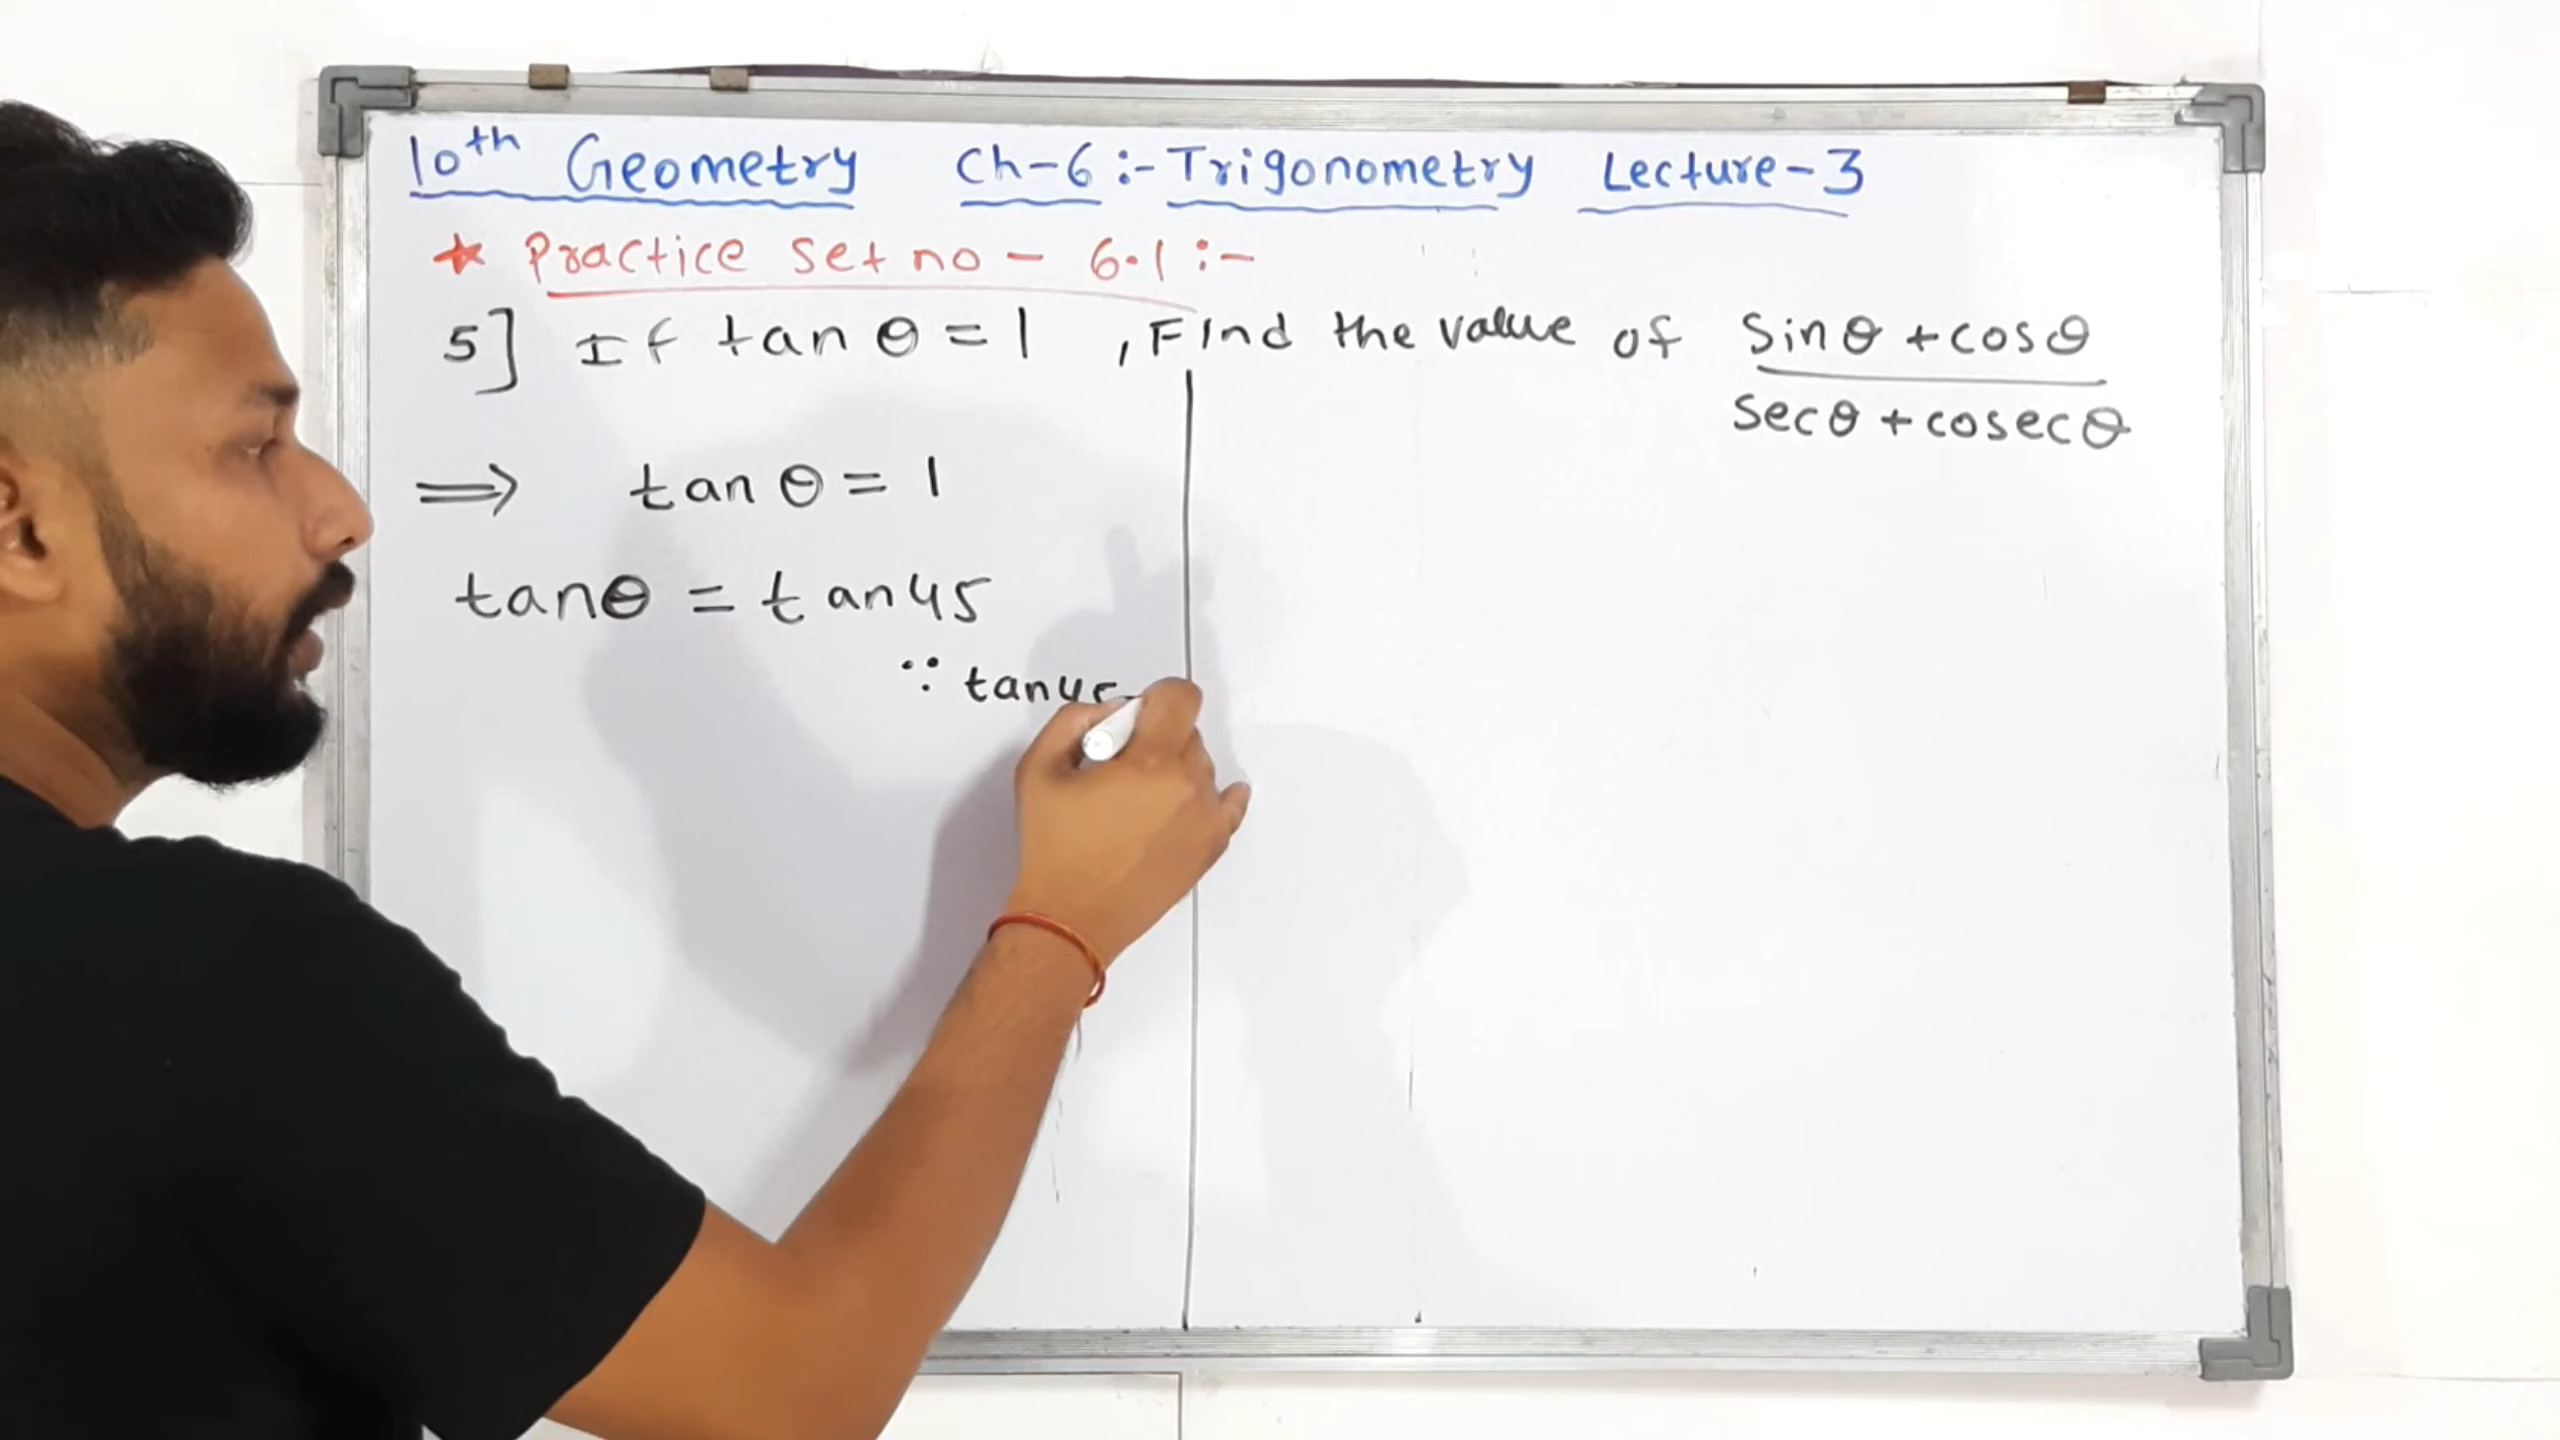 10th Geometry Ch-6:- Trigonometry Lecture-3
★ Practice Set no - 6.1 :-
5] If tan θ = 1 , Find the value of sinθ + cosθ
secθ + cosecθ
⟹ tan θ = 1
tanθ = tan45
∵ tan45